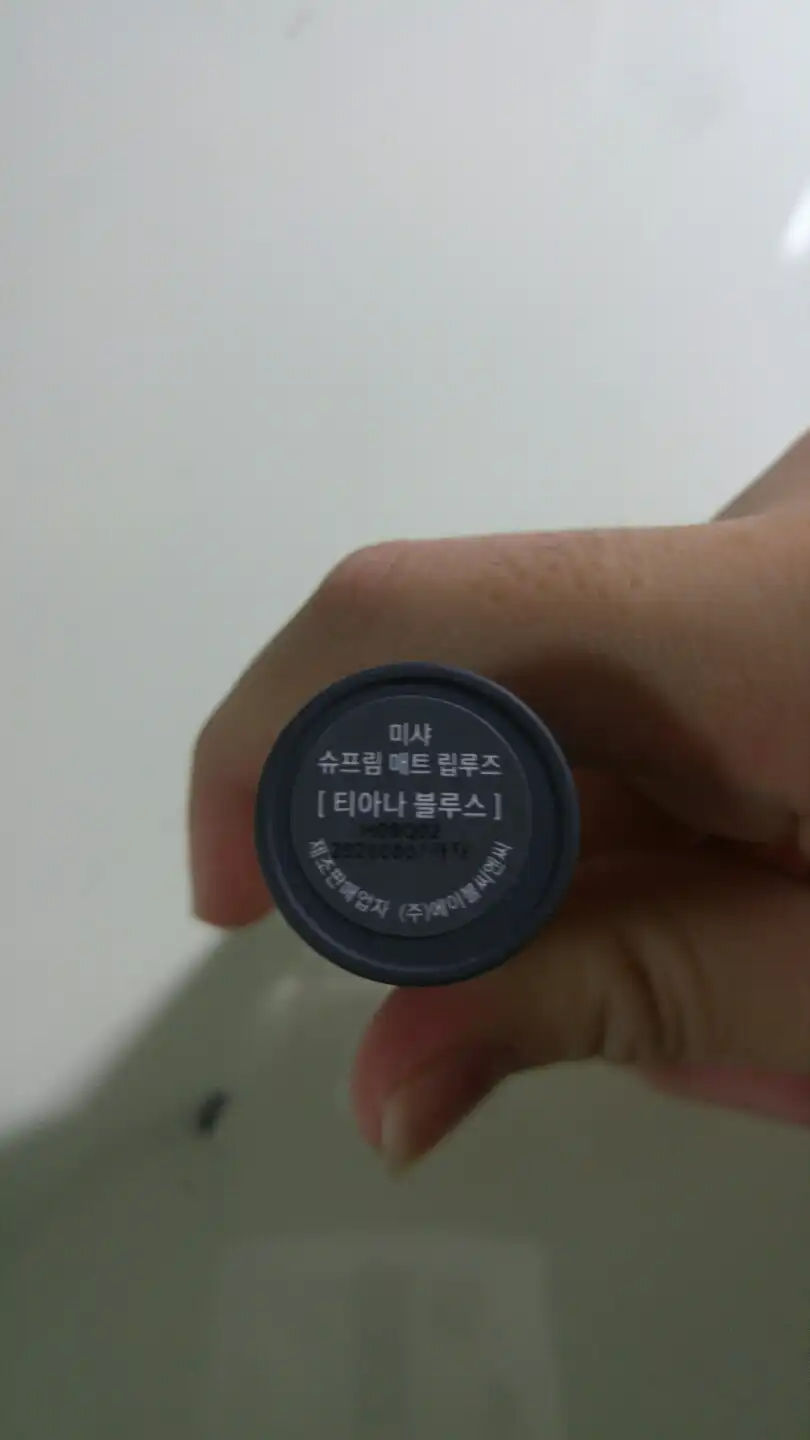 미샤
슈프림 매트 립루즈
[ 티아나 블루스 ]
제조판매업자 (주)에이블씨엔씨